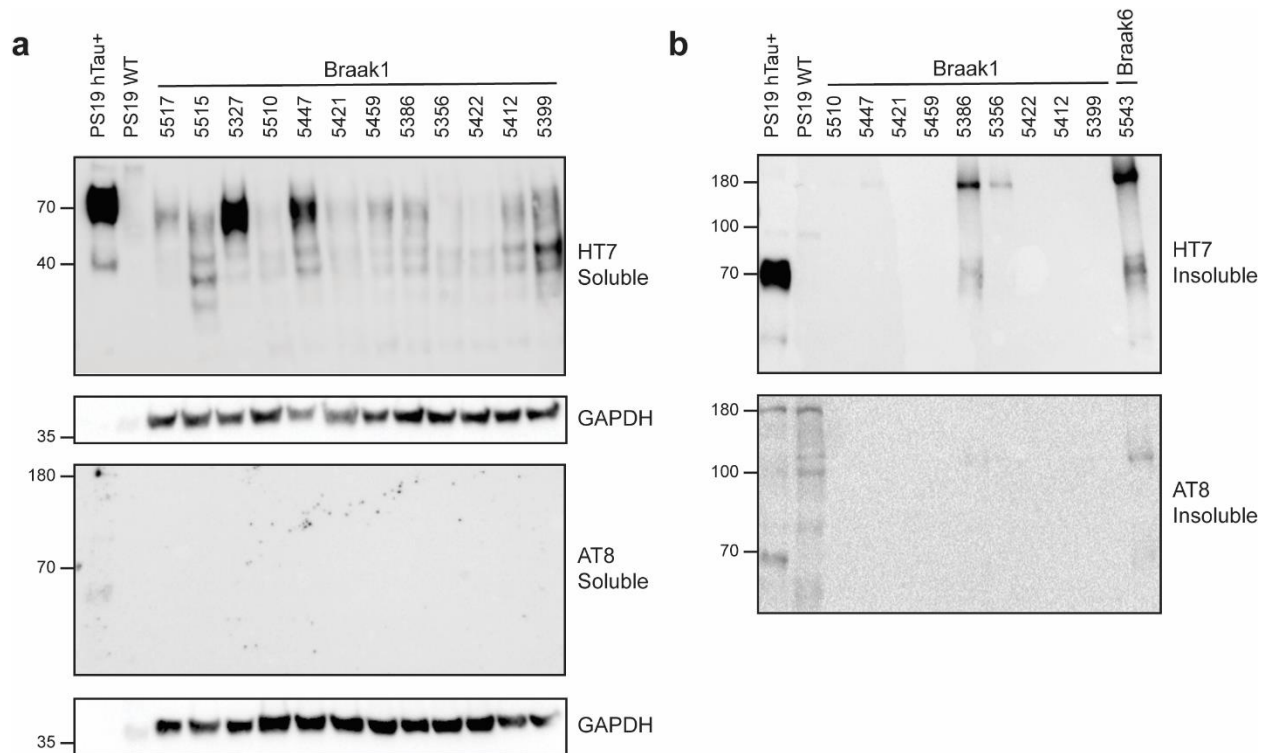 a
PS19 hTau+
PS19 WT
Braak1
5517
5515
5327
5510
5447
5421
5459
5386
5356
5422
5412
5399
70
40
HT7
Soluble
35
GAPDH
180
70
AT8
Soluble
35
GAPDH
b
PS19 hTau+
PS19 WT
Braak1
Braak6
5510
5447
5421
5459
5386
5356
5422
5412
5399
5543
180
100
70
HT7
Insoluble
180
100
70
AT8
Insoluble